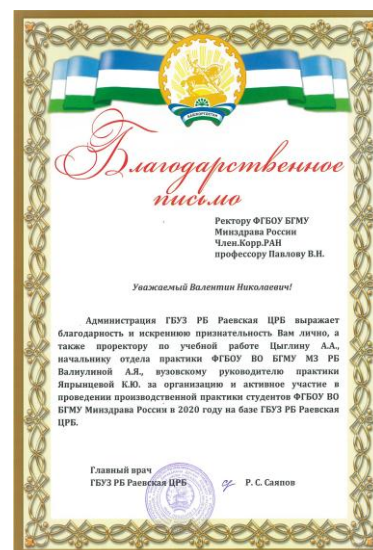 БАШҠОРТОСТАН
Благодарственное
письмо
Ректору ФГБОУ БГМУ
Минздрава России
Член.Корр.РАН
профессору Павлову В.Н.
Уважаемый Валентин Николаевич!
Администрация ГБУЗ РБ Раевская ЦРБ выражает
благодарность и искреннюю признательность Вам лично, а
также проректору по учебной работе Цыглину А.А.,
начальнику отдела практики ФГБОУ ВО БГМУ МЗ РБ
Валиулиной А.Я., вузовскому руководителю практики
Япрынцевой К.Ю. за организацию и активное участие в
проведении производственной практики студентов ФГБОУ ВО
БГМУ Минздрава России в 2020 году на базе ГБУЗ РБ Раевская
ЦРБ.
Главный врач
ГБУЗ РБ Раевская ЦРБ Р. С. Саяпов